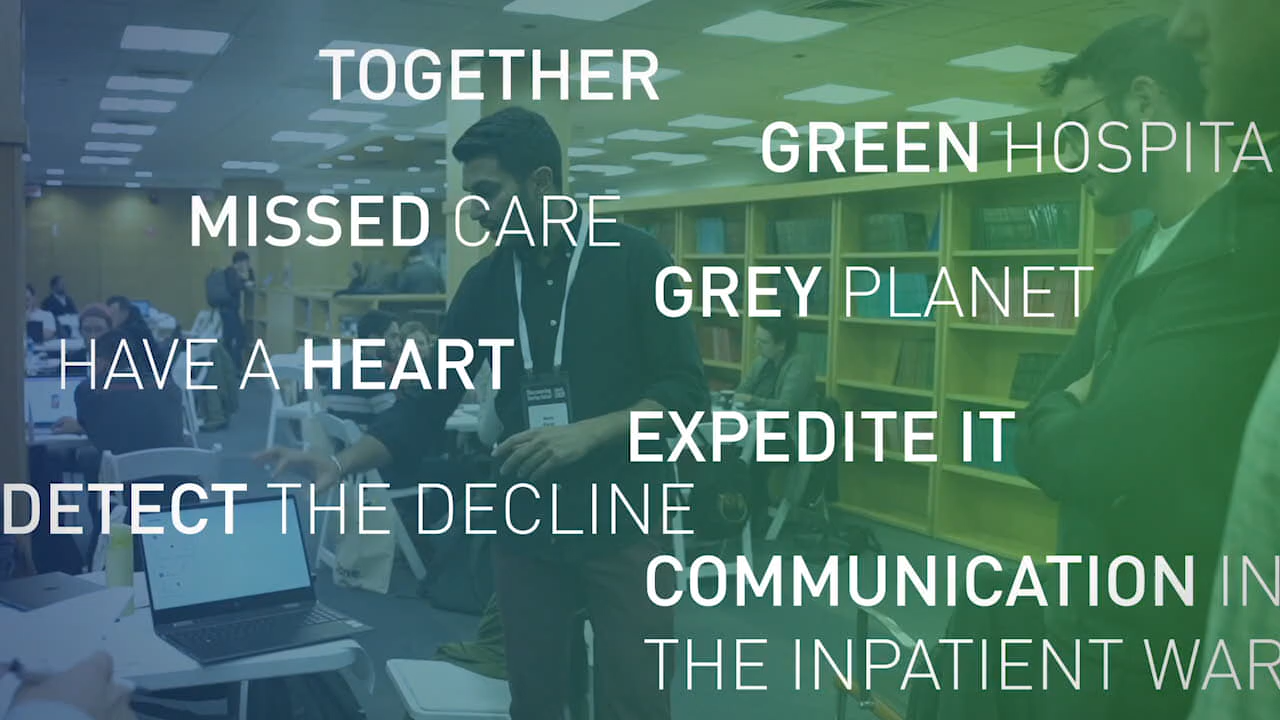 TOGETHER
GREEN HOSPITA
MISSED CARE
GREY PLANET
HAVE A HEART
EXPEDITE IT
DETECT THE DECLINE
COMMUNICATION IN
THE INPATIENT WAR